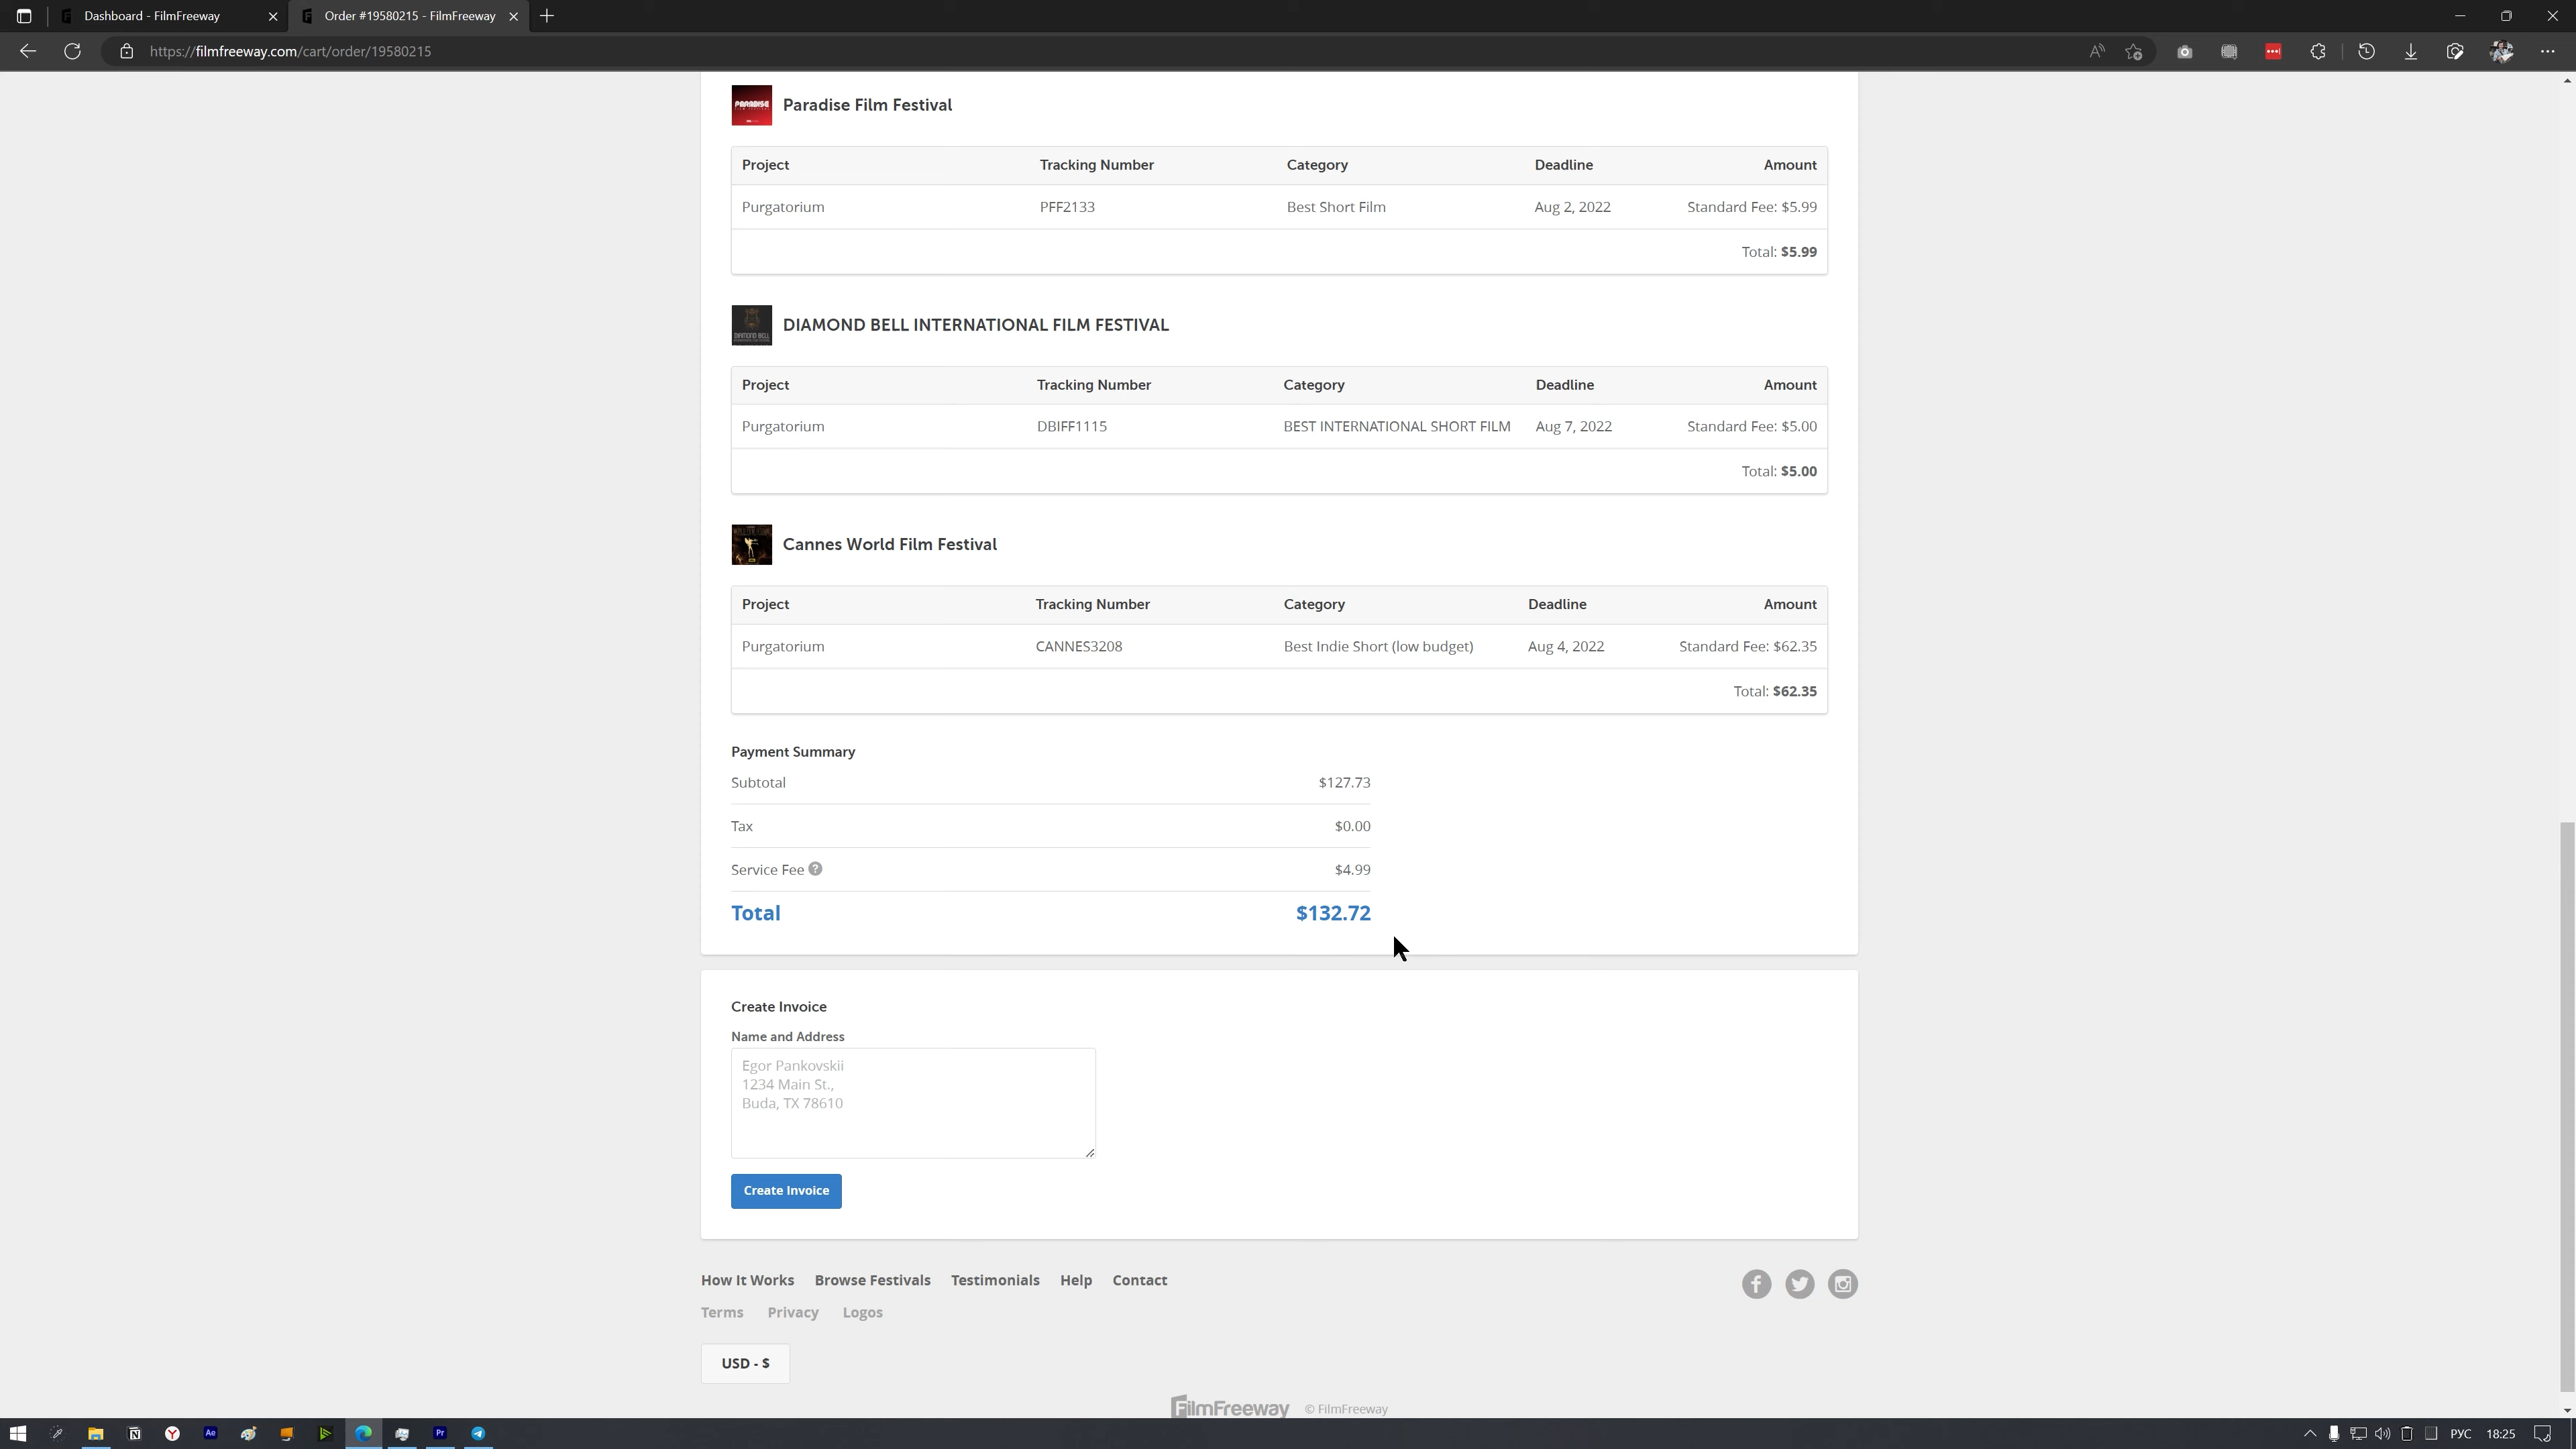 Dashboard - FilmFreeway
Order #19580215 - FilmFreeway
https://filmfreeway.com/cart/order/19580215
PARADISE
Paradise Film Festival
Project Tracking Number Category Deadline Amount
Purgatorium PFF2133 Best Short Film Aug 2, 2022 Standard Fee: $5.99
Total: $5.99
DIAMOND BELL
DIAMOND BELL INTERNATIONAL FILM FESTIVAL
Project Tracking Number Category Deadline Amount
Purgatorium DBIFF1115 BEST INTERNATIONAL SHORT FILM Aug 7, 2022 Standard Fee: $5.00
Total: $5.00
Cannes World Film Festival
Project Tracking Number Category Deadline Amount
Purgatorium CANNES3208 Best Indie Short (low budget) Aug 4, 2022 Standard Fee: $62.35
Total: $62.35
Payment Summary
Subtotal $127.73
Tax $0.00
Service Fee ? $4.99
Total $132.72
Create Invoice
Name and Address
Egor Pankovskii
1234 Main St.,
Buda, TX 78610
Create Invoice
How It Works Browse Festivals Testimonials Help Contact
Terms Privacy Logos
USD - $
FilmFreeway © FilmFreeway
Ae Pr РУС 18:25